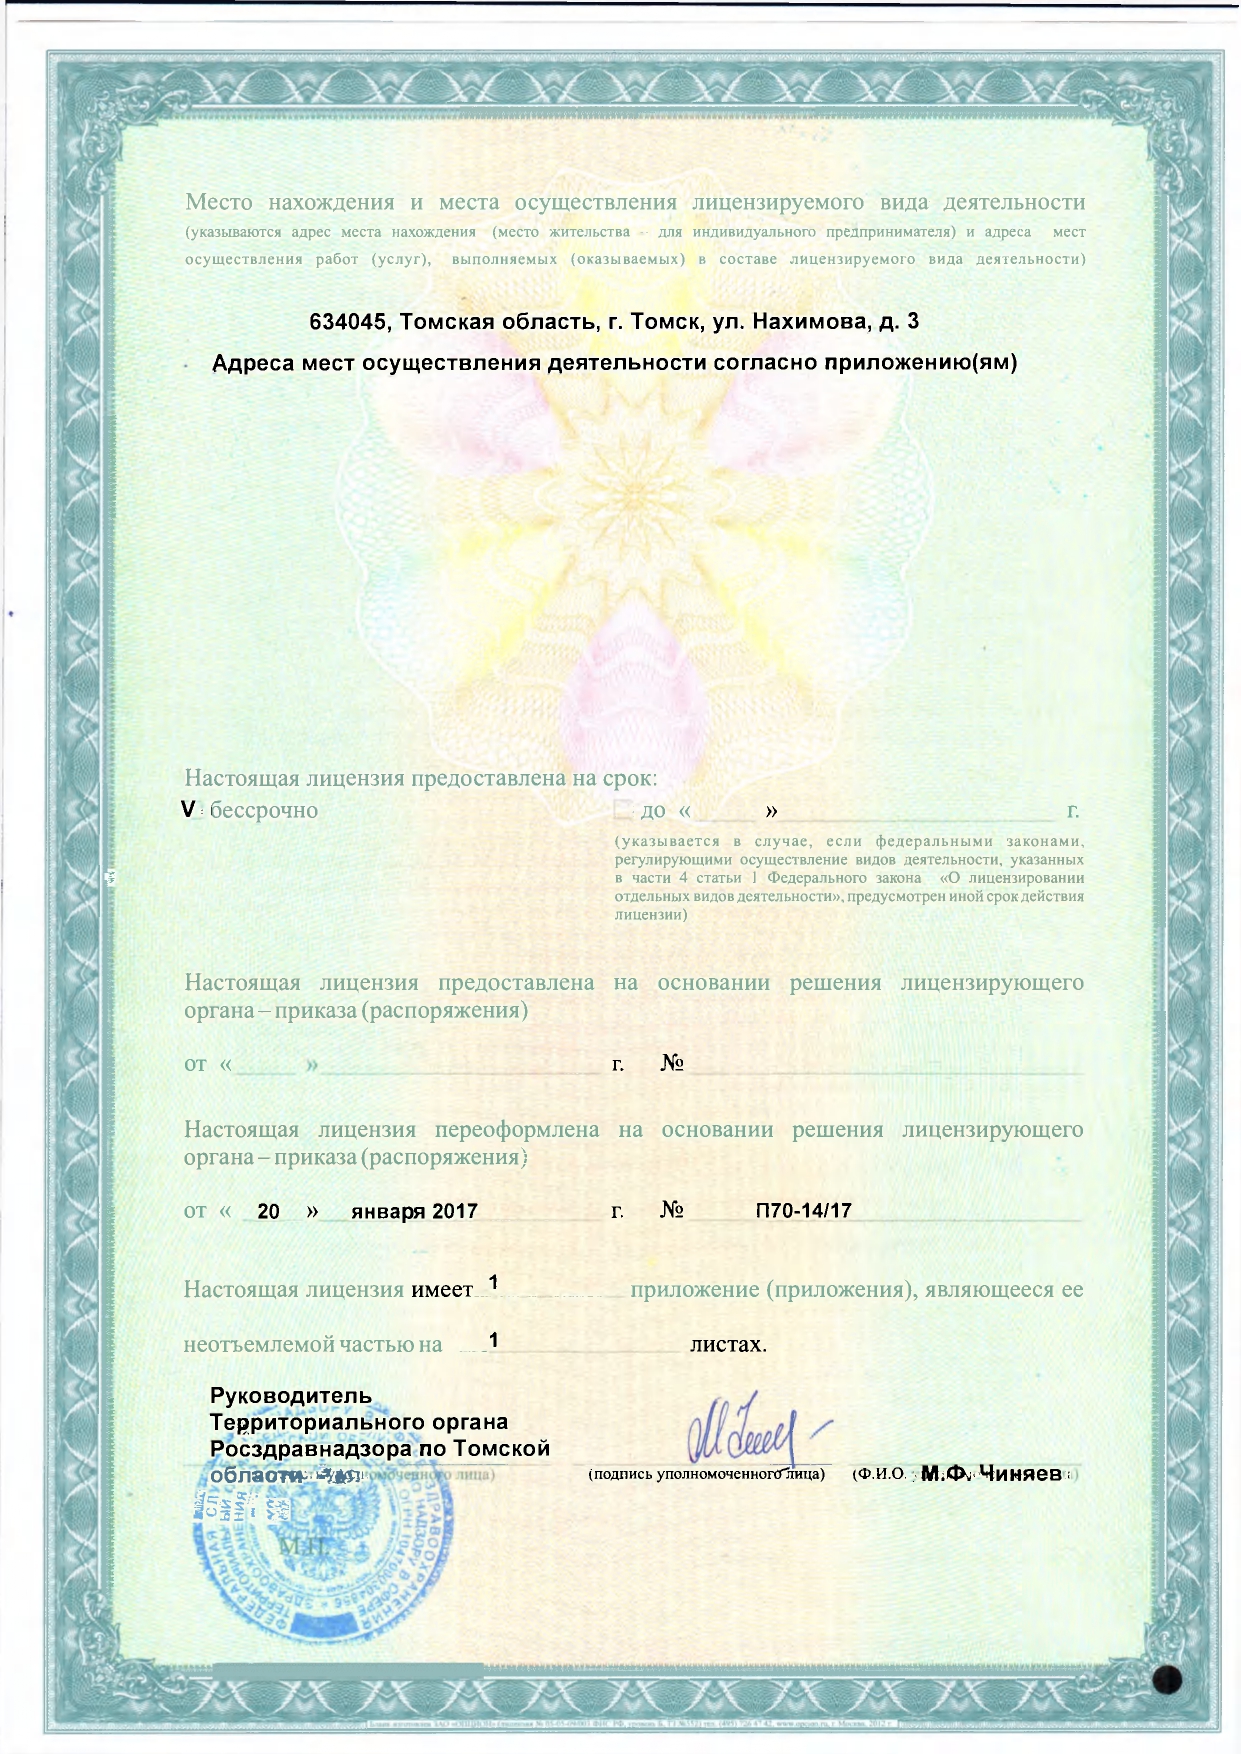 Место нахождения и места осуществления лицензируемого вида деятельности
(указываются адрес места нахождения (место жительства – для индивидуального предпринимателя) и адреса мест
осуществления работ (услуг), выполняемых (оказываемых) в составе лицензируемого вида деятельности)
634045, Томская область, г. Томск, ул. Нахимова, д. 3
Адреса мест осуществления деятельности согласно приложению(ям)
Настоящая лицензия предоставлена на срок:
V бессрочно до « » г.
(указывается в случае, если федеральными законами,
регулирующими осуществление видов деятельности, указанных
в части 4 статьи 1 Федерального закона «О лицензировании
отдельных видов деятельности», предусмотрен иной срок действия
лицензии)
Настоящая лицензия предоставлена на основании решения лицензирующего
органа – приказа (распоряжения)
от « » г. №
Настоящая лицензия переоформлена на основании решения лицензирующего
органа – приказа (распоряжения)
от « 20 » января 2017 г. № П70-14/17
Настоящая лицензия имеет 1 приложение (приложения), являющееся ее
неотъемлемой частью на 1 листах.
Руководитель
Территориального органа
Росздравнадзора по Томской
области
(подпись уполномоченного лица) (Ф.И.О. М.Ф. Чиняев
М.П.